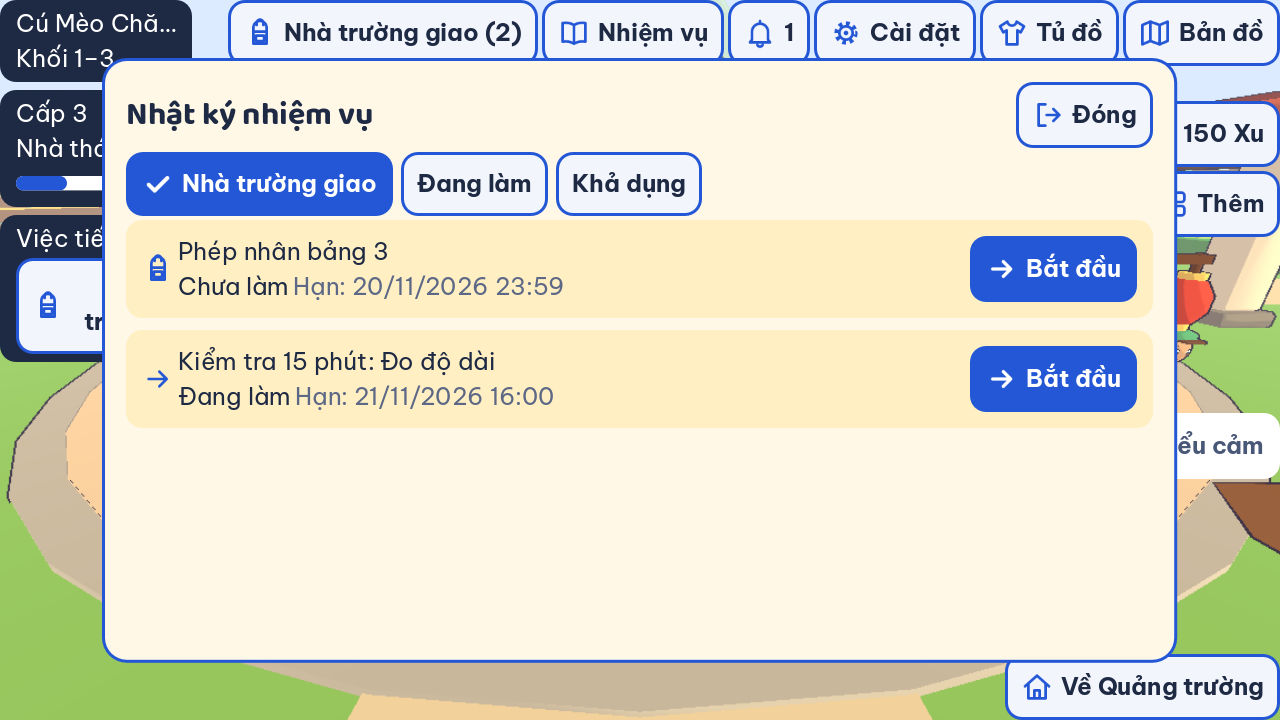 Cú Mèo Chă...
Khối 1–3
Nhà trường giao (2)
Nhiệm vụ
1
Cài đặt
Tủ đồ
Bản đồ
Cấp 3
Nhà
150 Xu
Thêm
Việc
Nhật ký nhiệm vụ
Đóng
Nhà trường giao
Đang làm
Khả dụng
Phép nhân bảng 3
Chưa làm Hạn: 20/11/2026 23:59
Bắt đầu
Kiểm tra 15 phút: Đo độ dài
Đang làm Hạn: 21/11/2026 16:00
Bắt đầu
cảm
Về Quảng trường